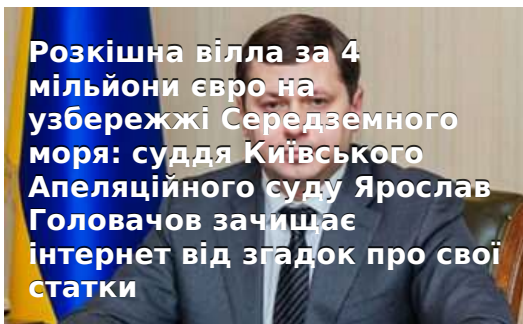 Розкішна вілла за 4
мільйони євро на
узбережжі Середземного
моря: суддя Київського
Апеляційного суду Ярослав
Головачов зачищає
інтернет від згадок про свої
статки